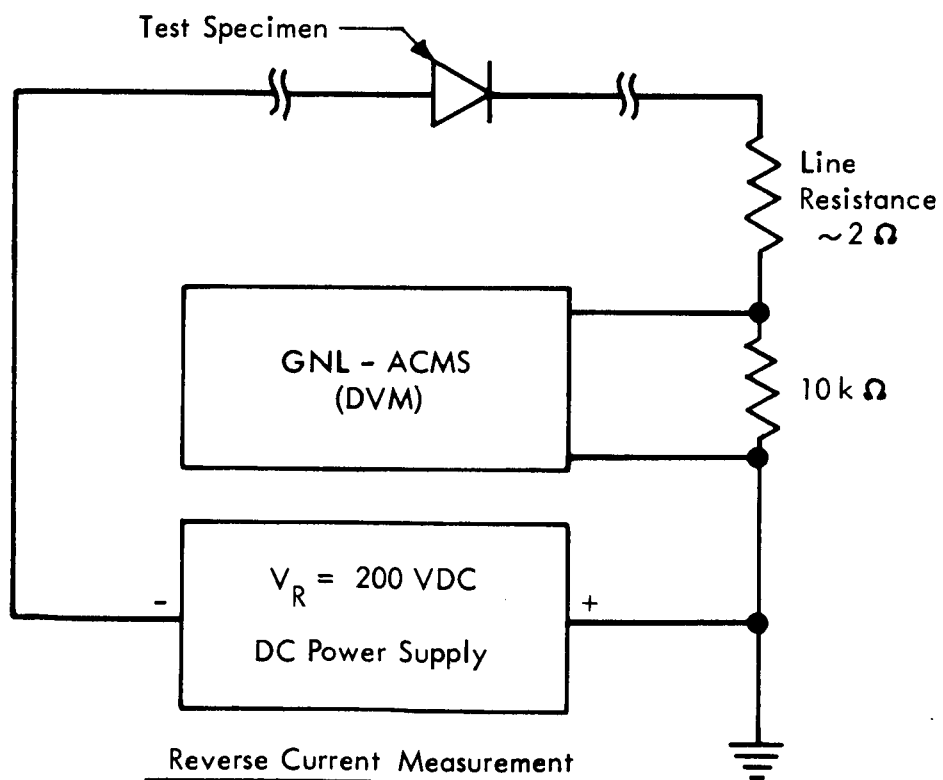 Test Specimen
Line
Resistance
~2 Ω
GNL - ACMS
(DVM)
10 k Ω
V_R = 200 VDC
- +
DC Power Supply
Reverse Current Measurement